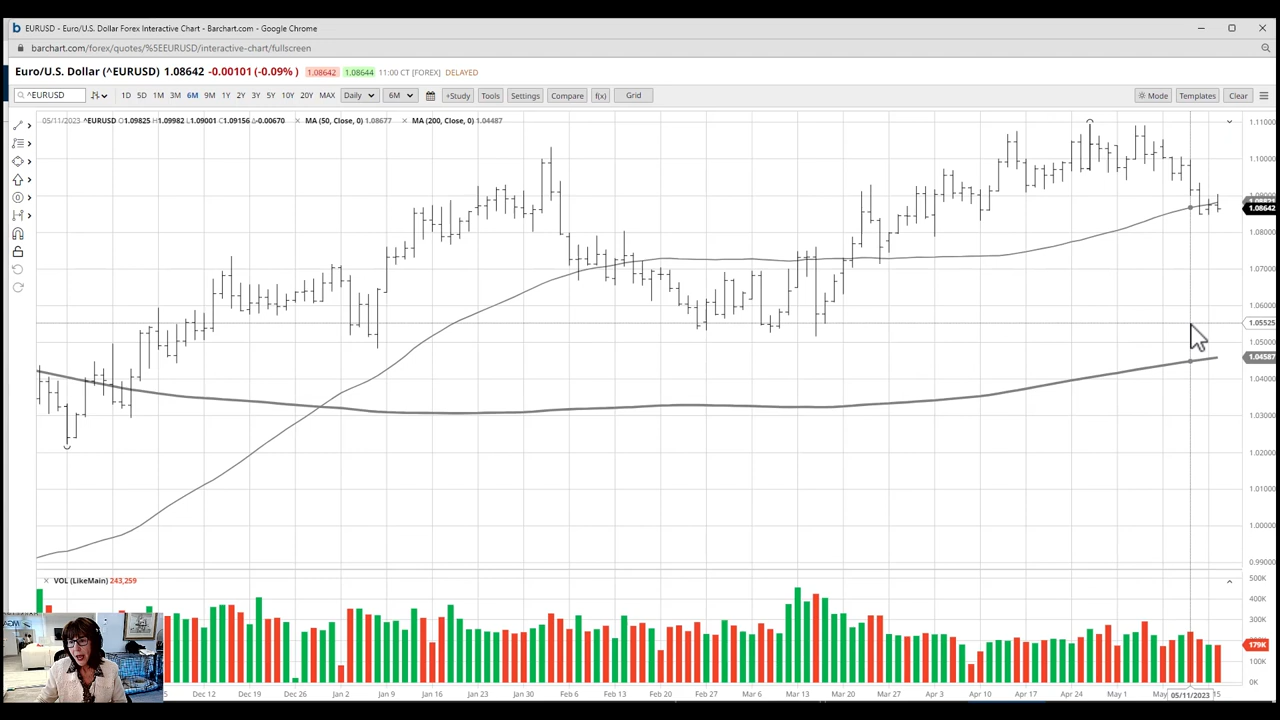 EURUSD - Euro/U.S. Dollar Forex Interactive Chart - Barchart.com - Google Chrome
barchart.com/forex/quotes/%5EEURUSD/interactive-chart/fullscreen
Euro/U.S. Dollar (^EURUSD) 1.08642 -0.00101 (-0.09% ) 1.08642 1.08644 11:00 CT [FOREX] DELAYED
^EURUSD 1D 5D 1M 3M 6M 9M 1Y 2Y 3Y 5Y 10Y 20Y MAX Daily 6M +Study Tools Settings Compare f(x) Grid Mode Templates Clear
05/11/2023 ^EURUSD O1.09825 H1.09982 L1.09001 C1.09156 Δ-0.00670 MA (50, Close, 0) 1.08677 MA (200, Close, 0) 1.04487
1.11000
1.10000
1.08642
1.08000
1.07000
1.06000
1.05525
1.05000
1.04587
1.04000
1.03000
1.02000
1.01000
1.00000
0.99000
VOL (LikeMain) 243,259
500K
400K
300K
179K
100K
0K
Dec 12 Dec 19 Dec 26 Jan 2 Jan 9 Jan 16 Jan 23 Jan 30 Feb 6 Feb 13 Feb 20 Feb 27 Mar 6 Mar 13 Mar 20 Mar 27 Apr 3 Apr 10 Apr 17 Apr 24 May 1 May 05/11/2023 15